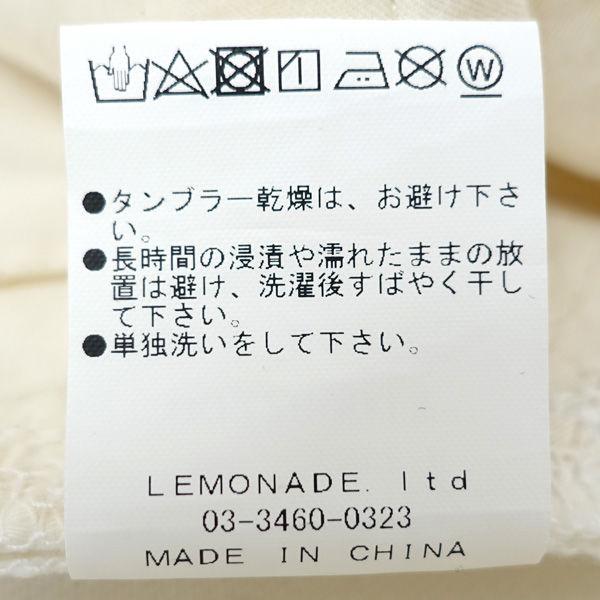 W
●タンブラー乾燥は、お避け下さ
い。
●長時間の浸漬や濡れたままの放
置は避け、洗濯後すばやく干し
て下さい。
●単独洗いをして下さい。
LEMONADE. ltd
03-3460-0323
MADE IN CHINA